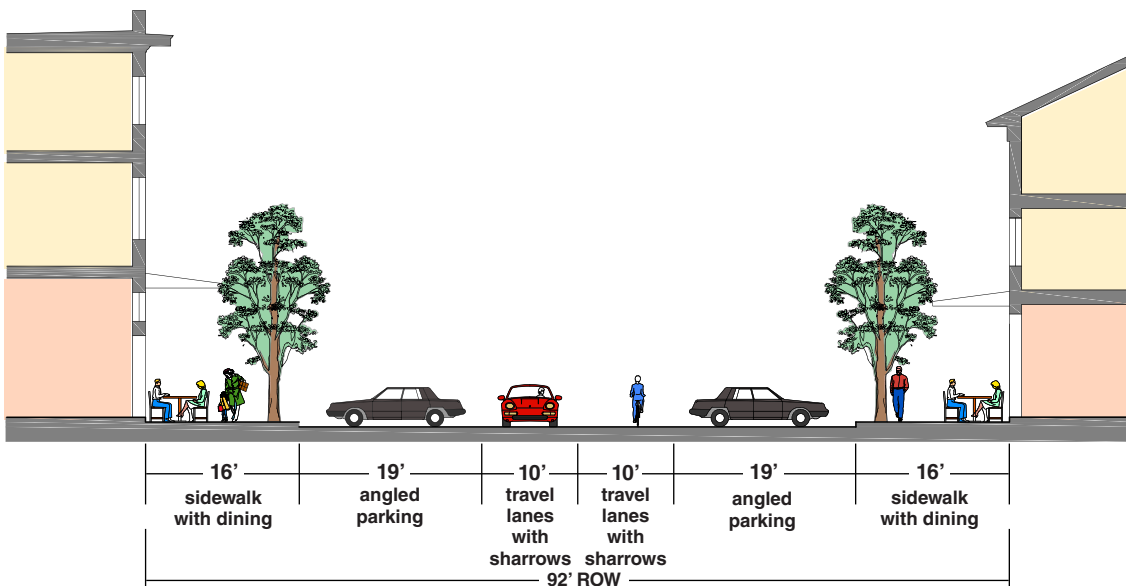 16’
sidewalk
with dining
19’
angled
parking
10’
travel
lanes
with
sharrows
10’
travel
lanes
with
sharrows
19’
angled
parking
16’
sidewalk
with dining
92’ ROW